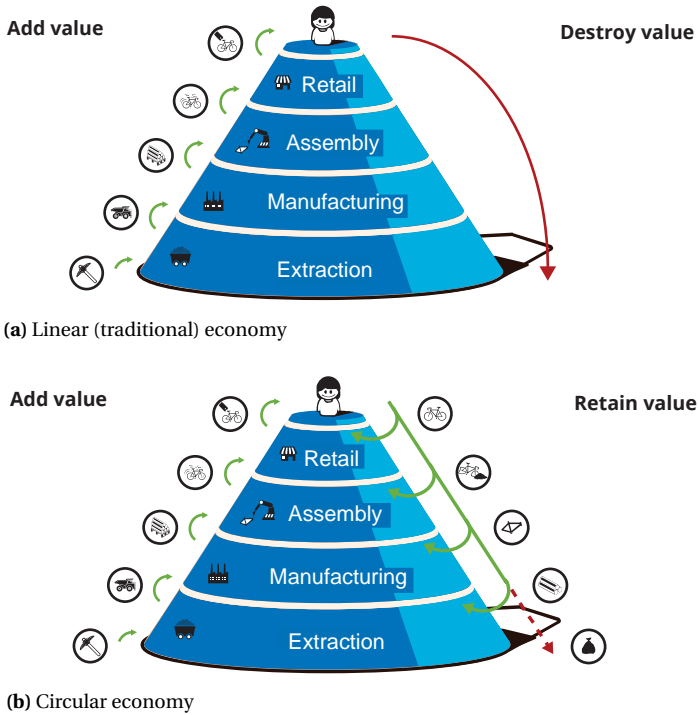 Add value
Destroy value
Retail
Assembly
Manufacturing
Extraction
(a) Linear (traditional) economy
Add value
Retain value
Retail
Assembly
Manufacturing
Extraction
(b) Circular economy